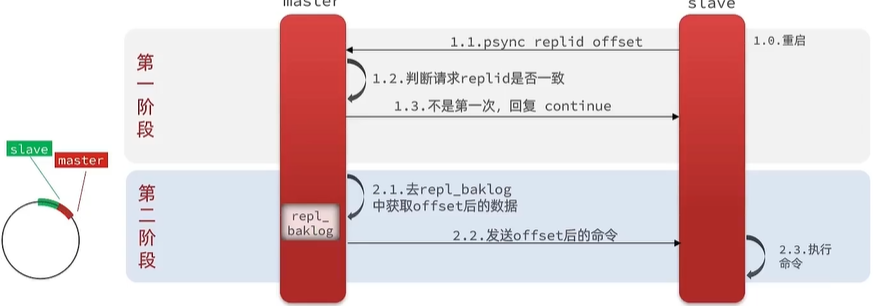 master
slave
1.0.重启
1.1.psync replid offset
第一阶段
1.2.判断请求replid是否一致
1.3.不是第一次，回复 continue
slave
master
第二阶段
2.1.去repl_baklog
中获取offset后的数据
repl_
baklog
2.2.发送offset后的命令
2.3.执行
命令